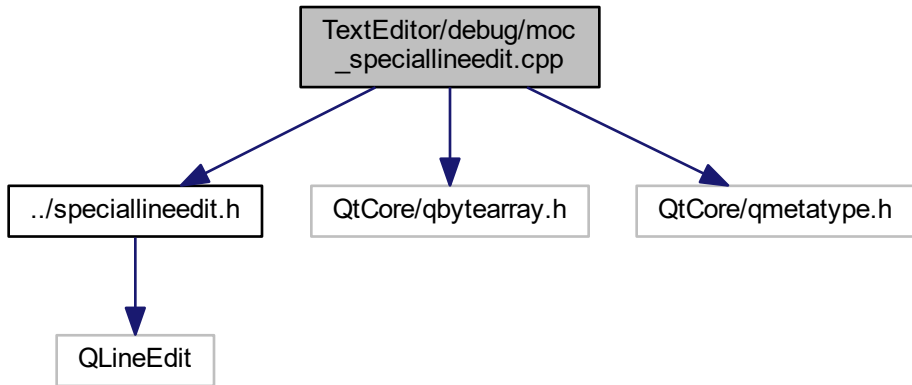 TextEditor/debug/moc
_speciallineedit.cpp
../speciallineedit.h
QtCore/qbytearray.h
QtCore/qmetatype.h
QLineEdit